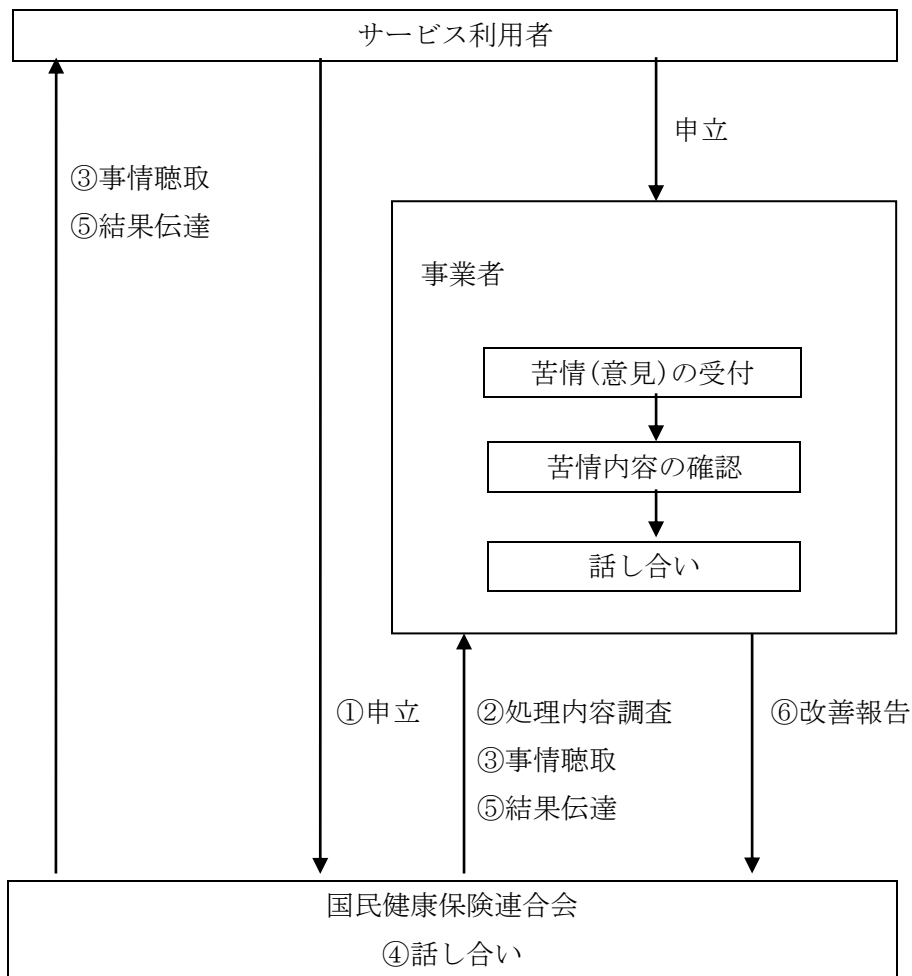 サービス利用者
申立
③事情聴取
⑤結果伝達
事業者
苦情(意見)の受付
苦情内容の確認
話し合い
①申立
②処理内容調査
③事情聴取
⑤結果伝達
⑥改善報告
国民健康保険連合会
④話し合い